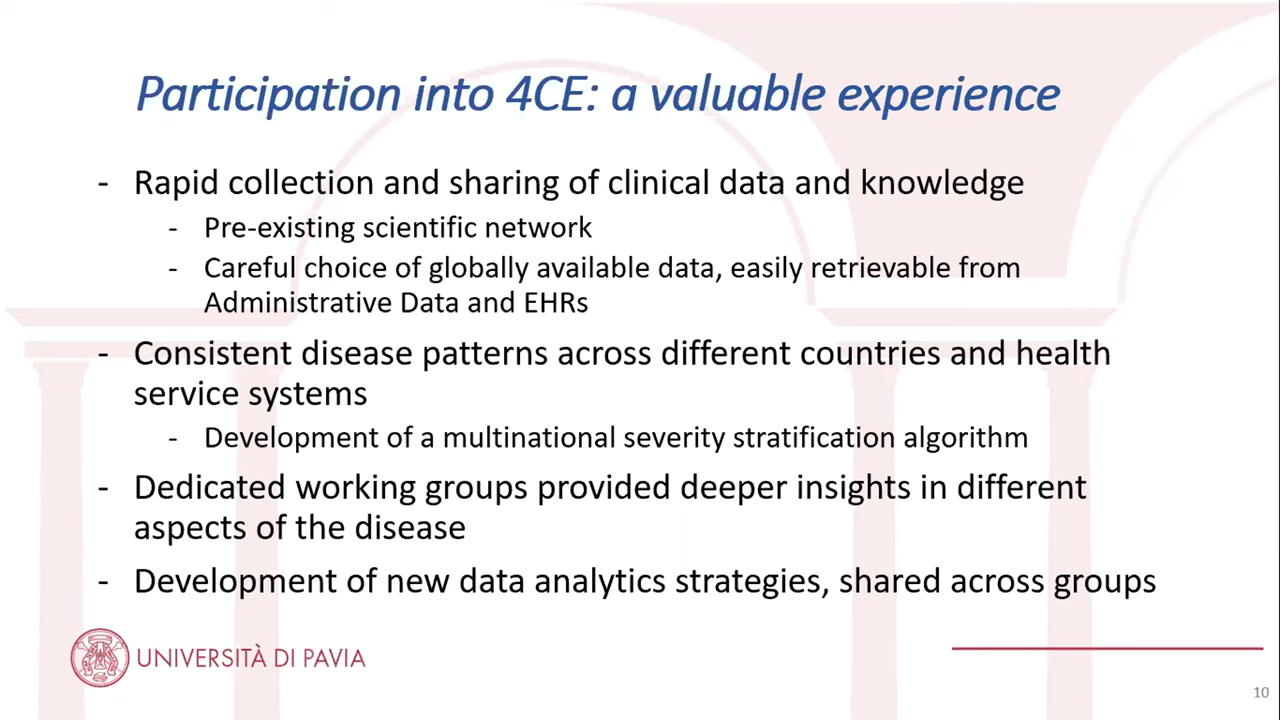 Participation into 4CE: a valuable experience
- Rapid collection and sharing of clinical data and knowledge
- Pre-existing scientific network
- Careful choice of globally available data, easily retrievable from
Administrative Data and EHRs
- Consistent disease patterns across different countries and health
service systems
- Development of a multinational severity stratification algorithm
- Dedicated working groups provided deeper insights in different
aspects of the disease
- Development of new data analytics strategies, shared across groups
UNIVERSITÀ DI PAVIA
10